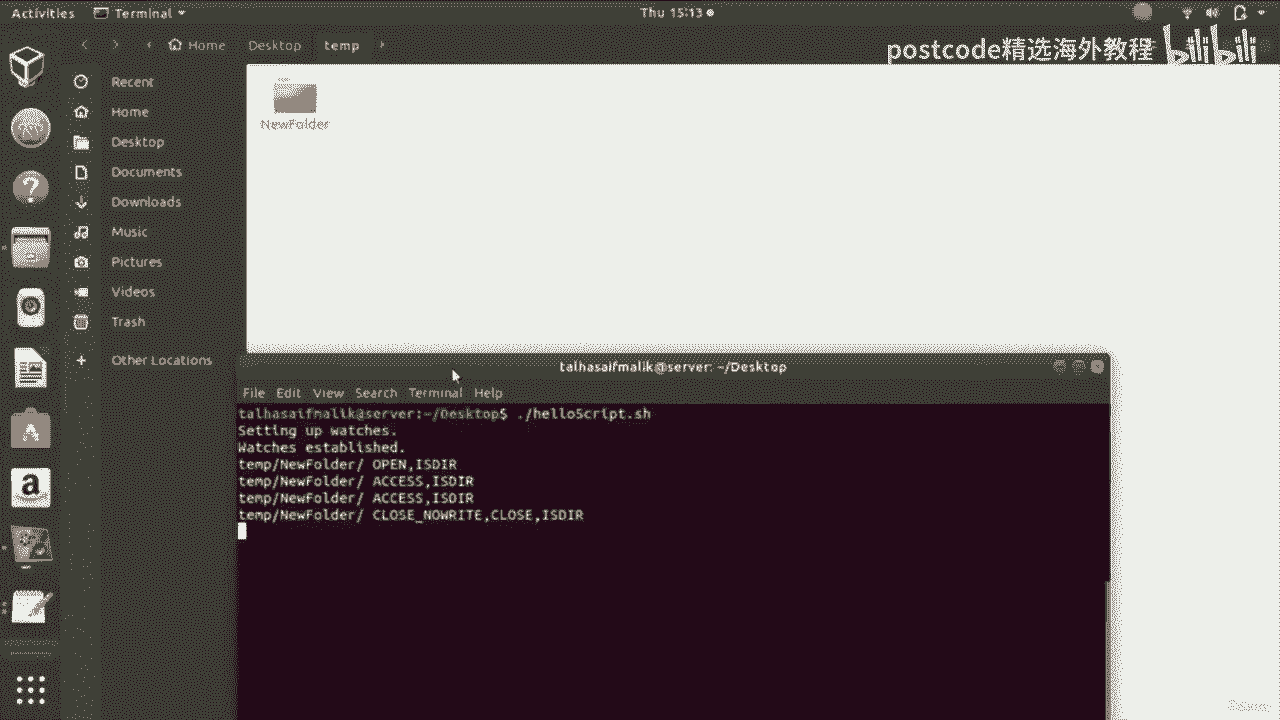 Activities
Terminal
Thu 15:13
Home
Desktop
temp
postcode精选海外教程
bilibili
Recent
Home
Desktop
Documents
Downloads
Music
Pictures
Videos
Trash
Other Locations
NewFolder
talhasaifmalik@server: ~/Desktop
File Edit View Search Terminal Help
talhasaifmalik@server:~/Desktop$ ./helloScript.sh
Setting up watches.
Watches established.
temp/NewFolder/ OPEN,ISDIR
temp/NewFolder/ ACCESS,ISDIR
temp/NewFolder/ ACCESS,ISDIR
temp/NewFolder/ CLOSE_NOWRITE,CLOSE,ISDIR